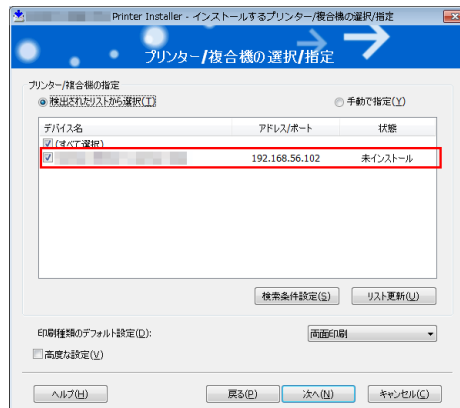 Printer Installer - インストールするプリンター/複合機の選択/指定
プリンター/複合機の選択/指定
プリンター/複合機の指定
検出されたリストから選択(I)
手動で指定(Y)
デバイス名 アドレス/ポート 状態
(すべて選択)
192.168.56.102 未インストール
検索条件設定(S) リスト更新(U)
印刷種類のデフォルト設定(D): 両面印刷
高度な設定(V)
ヘルプ(H) 戻る(P) 次へ(N) キャンセル(C)